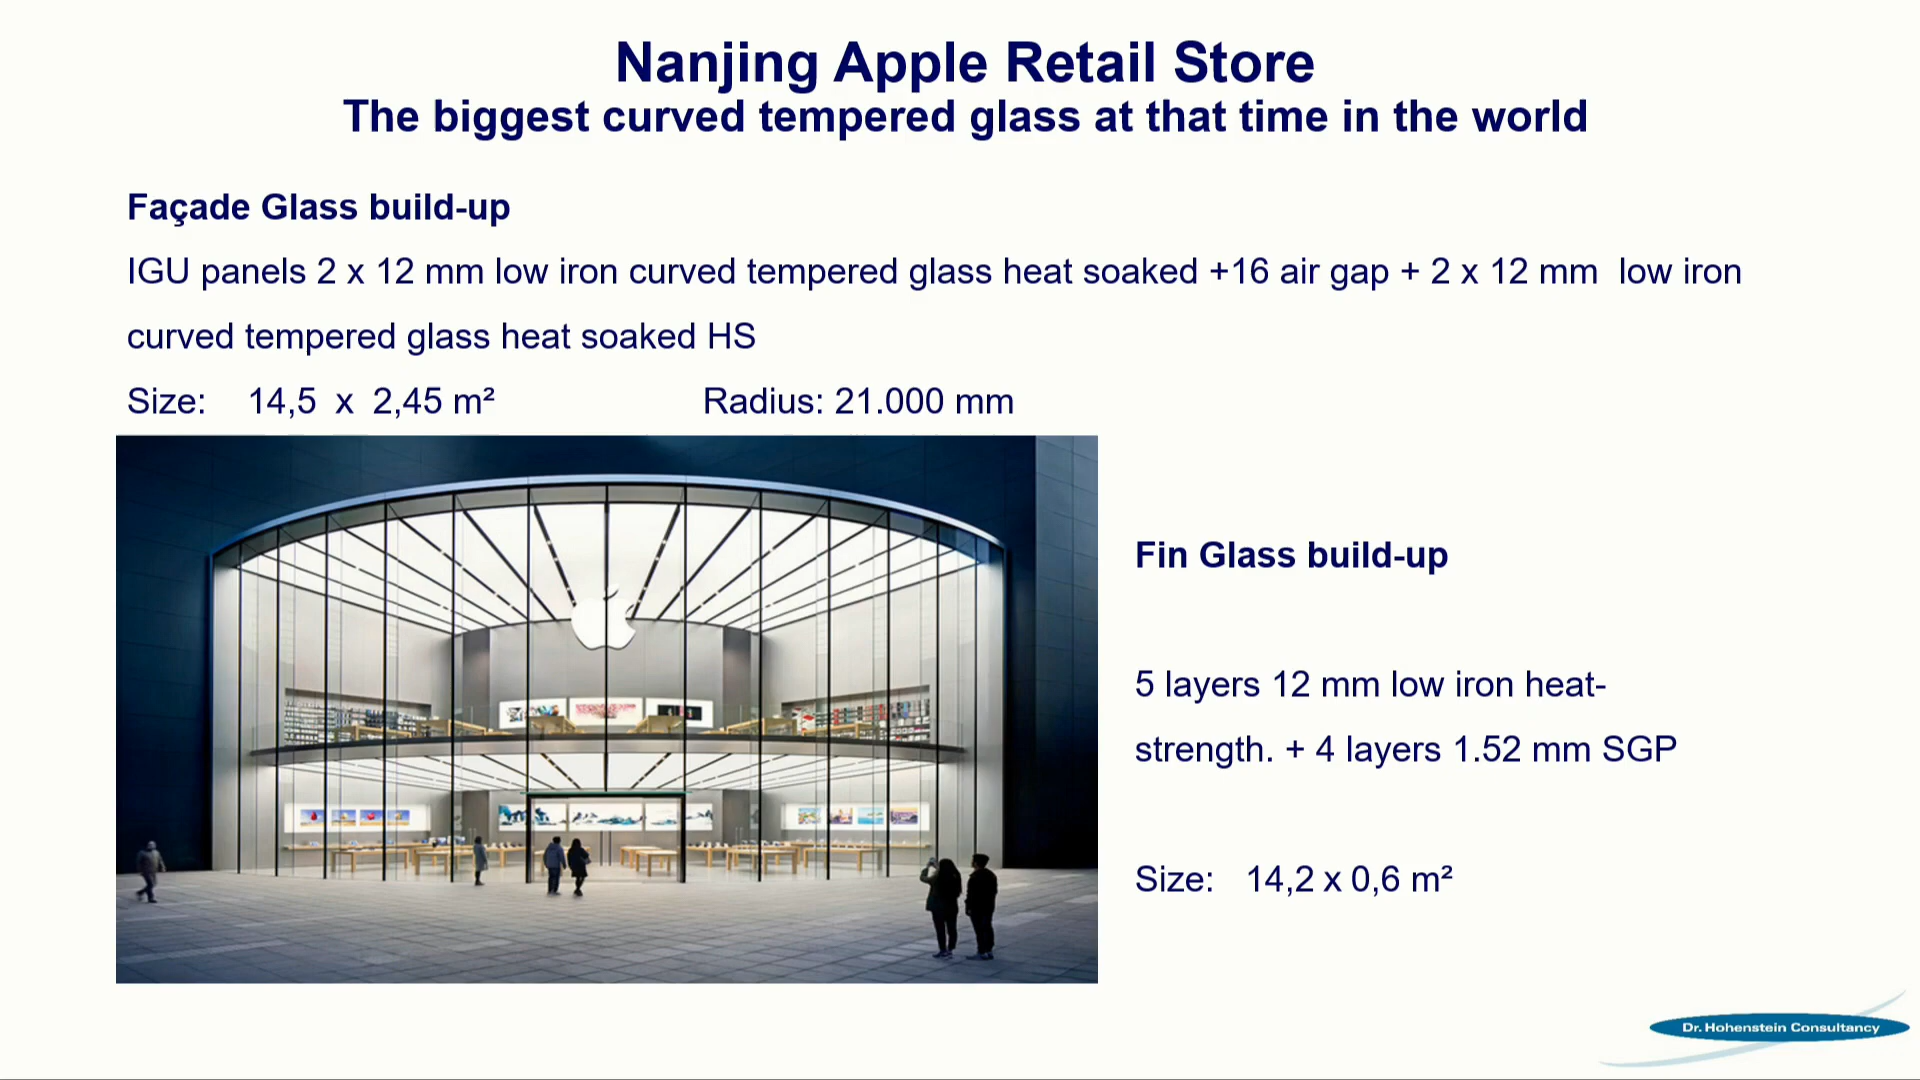 Nanjing Apple Retail Store
The biggest curved tempered glass at that time in the world
Façade Glass build-up
IGU panels 2 x 12 mm low iron curved tempered glass heat soaked +16 air gap + 2 x 12 mm  low iron
curved tempered glass heat soaked HS
Size: 14,5 x 2,45 m² Radius: 21.000 mm
Fin Glass build-up
5 layers 12 mm low iron heat-
strength. + 4 layers 1.52 mm SGP
Size: 14,2 x 0,6 m²
Dr. Hohenstein Consultancy